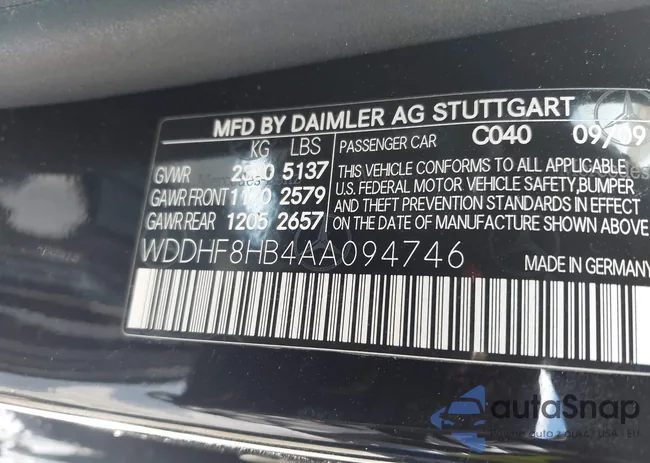 MFD BY DAIMLER AG STUTTGART
KG LBS
PASSENGER CAR C040 09/09
GVWR 5137
GAWR FRONT 2579
GAWR REAR 1205 2657
THIS VEHICLE CONFORMS TO ALL APPLICABLE
U.S. FEDERAL MOTOR VEHICLE SAFETY,BUMPER
AND THEFT PREVENTION STANDARDS IN EFFECT
ON THE DATE OF MANUFACTURE SHOWN ABOVE.
WDDHF8HB4AA094746 MADE IN GERMANY
autoSnap